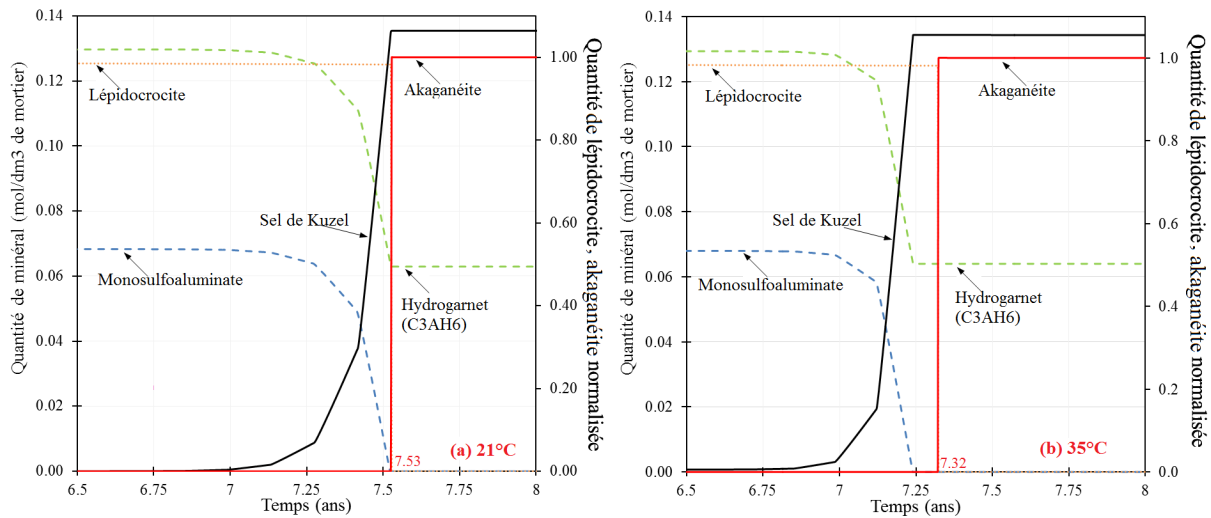 Quantité de minéral (mol/dm3 de mortier)
0.14
0.12
0.10
0.08
0.06
0.04
0.02
0.00
1.00
0.80
0.60
0.40
0.20
0.00
Quantité de lépidocrocite, akaganéite normalisée
Lépidocrocite
Akaganéite
Sel de Kuzel
Monosulfoaluminate
Hydrogarnet
(C3AH6)
(a) 21°C
7.53
6.5
6.75
7
7.25
7.5
7.75
8
Temps (ans)
Quantité de minéral (mol/dm3 de mortier)
0.14
0.12
0.10
0.08
0.06
0.04
0.02
0.00
1.0
0.8
0.6
0.4
0.2
0.0
Quantité de lépidocrocite, akaganéite normalisée
Lépidocrocite
Akaganéite
Sel de Kuzel
Monosulfoaluminate
Hydrogarnet
(C3AH6)
(b) 35°C
7.32
6.5
6.75
7
7.25
7.5
7.75
8
Temps (ans)